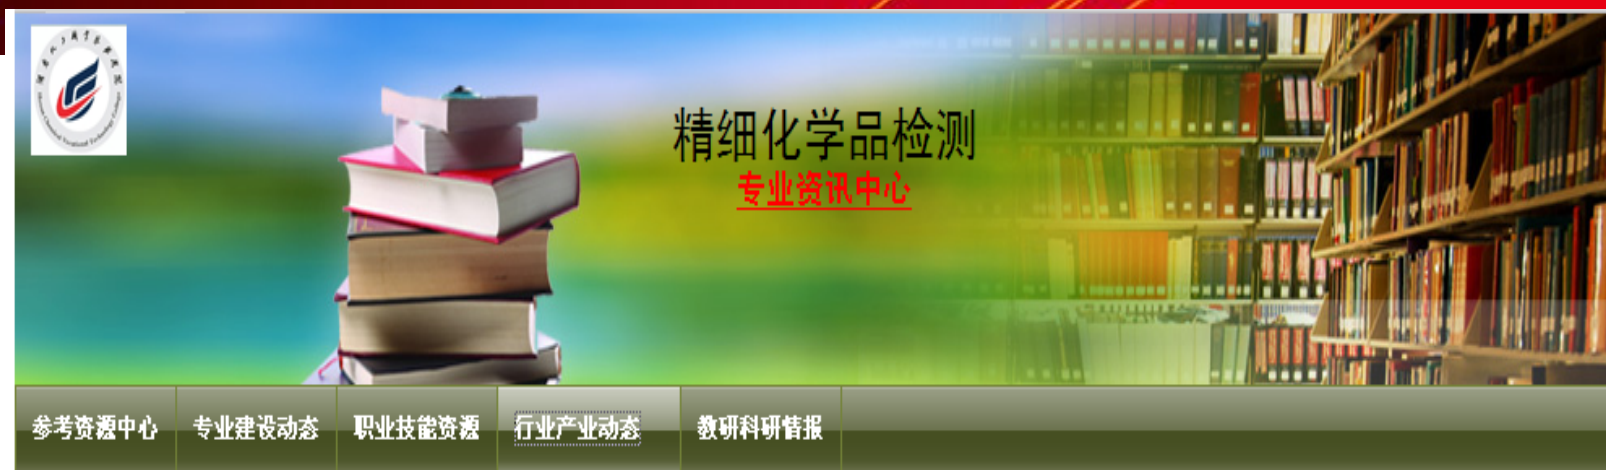 精细化学品检测
专业资讯中心
参考资源中心 专业建设动态 职业技能资源 行业产业动态 教研科研情报